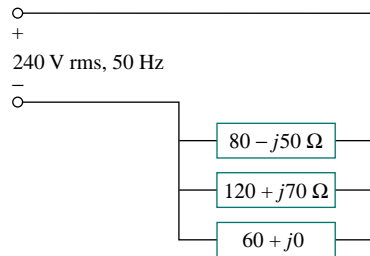 +
240 V rms, 50 Hz
–
80 – j50 Ω
120 + j70 Ω
60 + j0